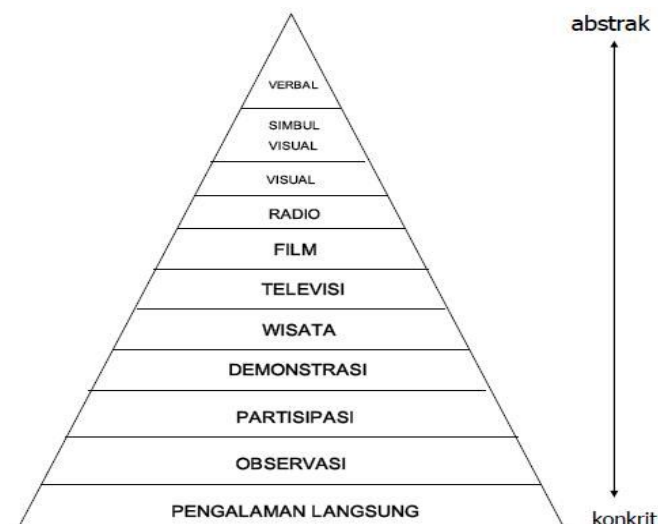 abstrak
VERBAL
SIMBUL
VISUAL
VISUAL
RADIO
FILM
TELEVISI
WISATA
DEMONSTRASI
PARTISIPASI
OBSERVASI
PENGALAMAN LANGSUNG
konkrit